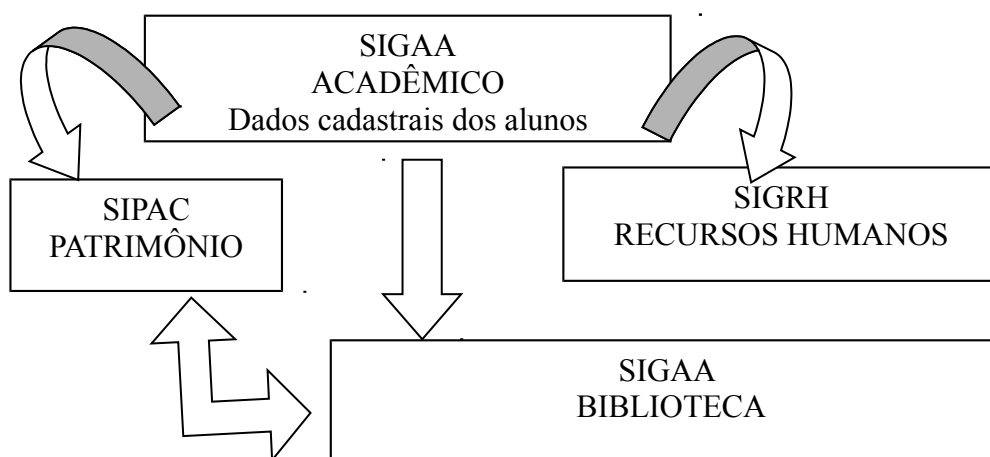 SIGAA
ACADÊMICO
Dados cadastrais dos alunos
SIPAC
PATRIMÔNIO
SIGRH
RECURSOS HUMANOS
SIGAA
BIBLIOTECA